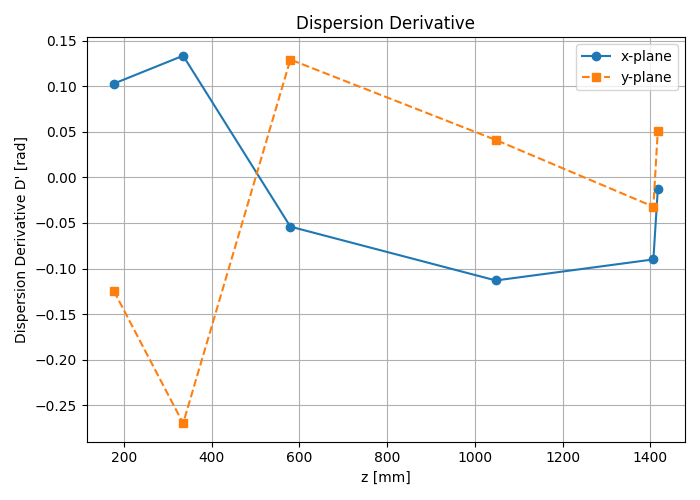 Dispersion Derivative
Dispersion Derivative D' [rad]
0.15
0.10
0.05
0.00
−0.05
−0.10
−0.15
−0.20
−0.25
x-plane
y-plane
200 400 600 800 1000 1200 1400
z [mm]